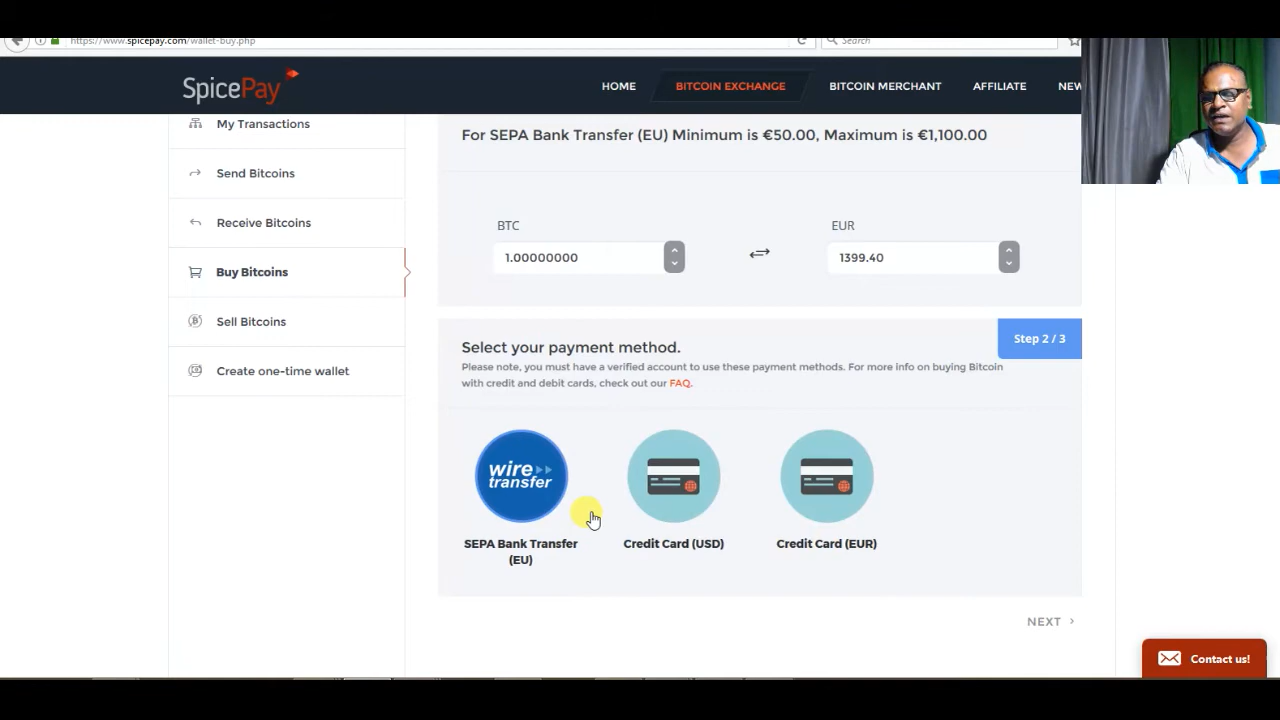 https://www.spicepay.com/wallet-buy.php
Search
SpicePay
HOME
BITCOIN EXCHANGE
BITCOIN MERCHANT
AFFILIATE
NEW
My Transactions
Send Bitcoins
Receive Bitcoins
Buy Bitcoins
Sell Bitcoins
Create one-time wallet
For SEPA Bank Transfer (EU) Minimum is €50.00, Maximum is €1,100.00
BTC
EUR
1.00000000
1399.40
Step 2 / 3
Select your payment method.
Please note, you must have a verified account to use these payment methods. For more info on buying Bitcoin
with credit and debit cards, check out our FAQ.
wire
transfer
SEPA Bank Transfer
(EU)
Credit Card (USD)
Credit Card (EUR)
NEXT
Contact us!